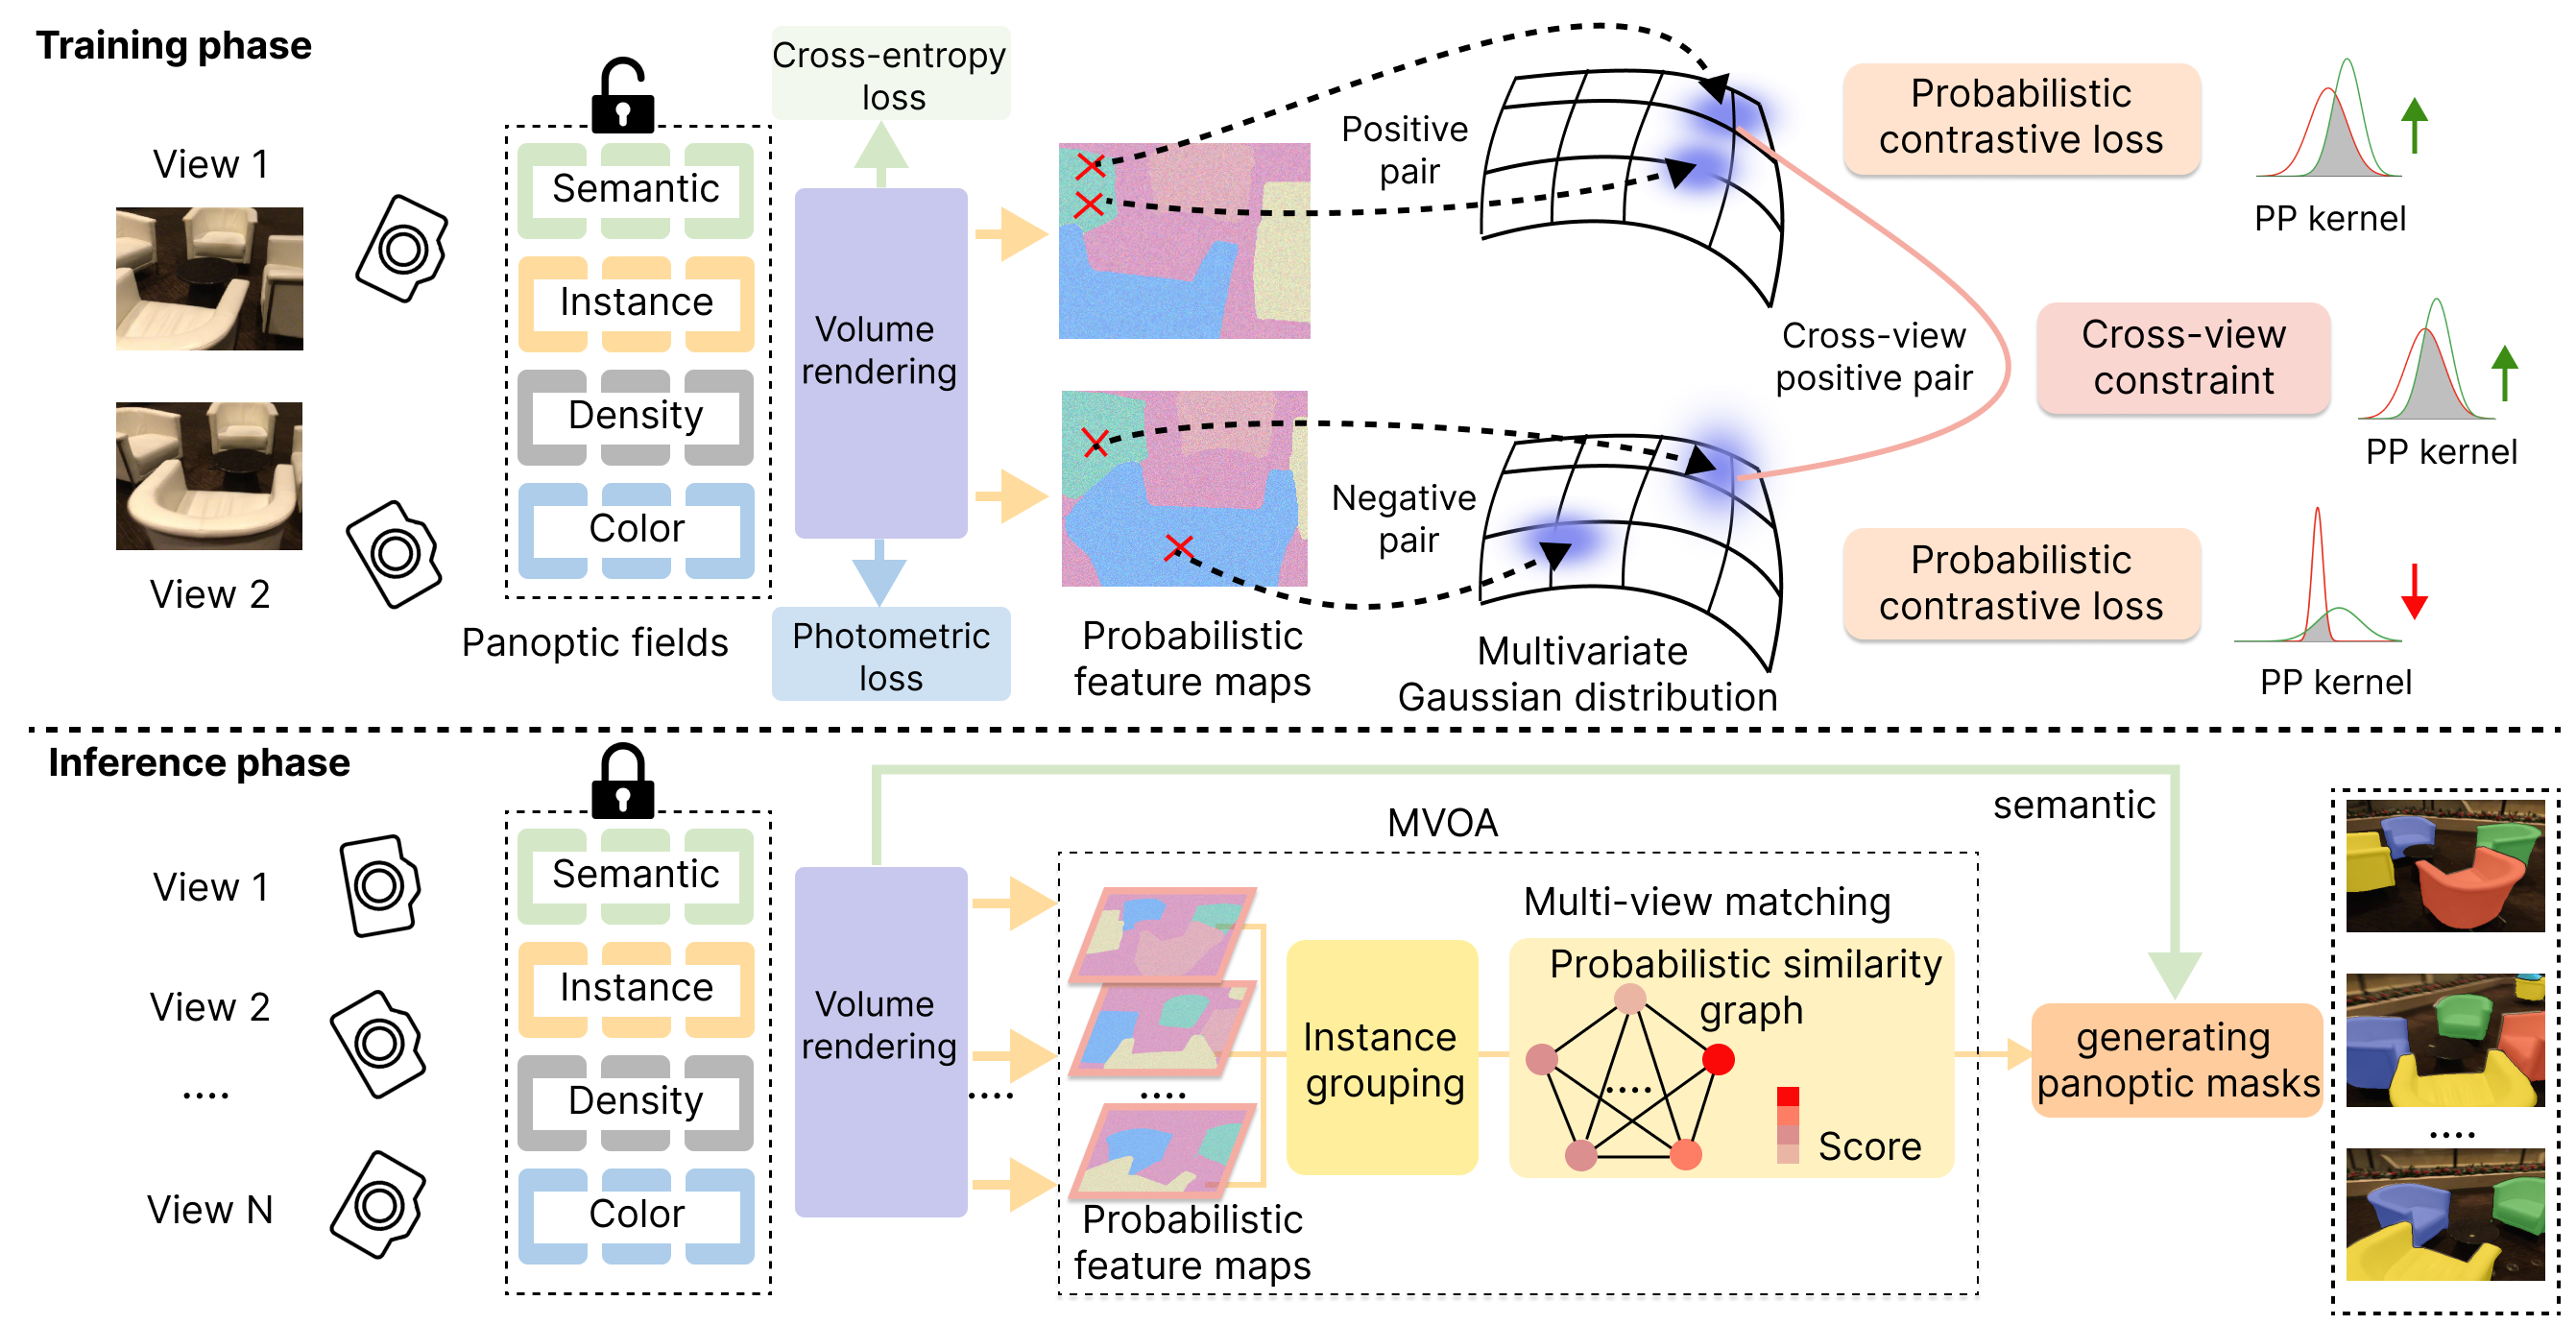 Training phase
View 1
View 2
Semantic
Instance
Density
Color
Panoptic fields
Cross-entropy
loss
Volume
rendering
Photometric
loss
Probabilistic
feature maps
Positive
pair
Negative
pair
Multivariate
Gaussian distribution
Cross-view
positive pair
Probabilistic
contrastive loss
PP kernel
Cross-view
constraint
PP kernel
Probabilistic
contrastive loss
PP kernel
Inference phase
View 1
View 2
....
View N
Semantic
Instance
Density
Color
Volume
rendering
....
MVOA
....
Probabilistic
feature maps
Instance
grouping
Multi-view matching
Probabilistic similarity
graph
....
Score
semantic
generating
panoptic masks
....